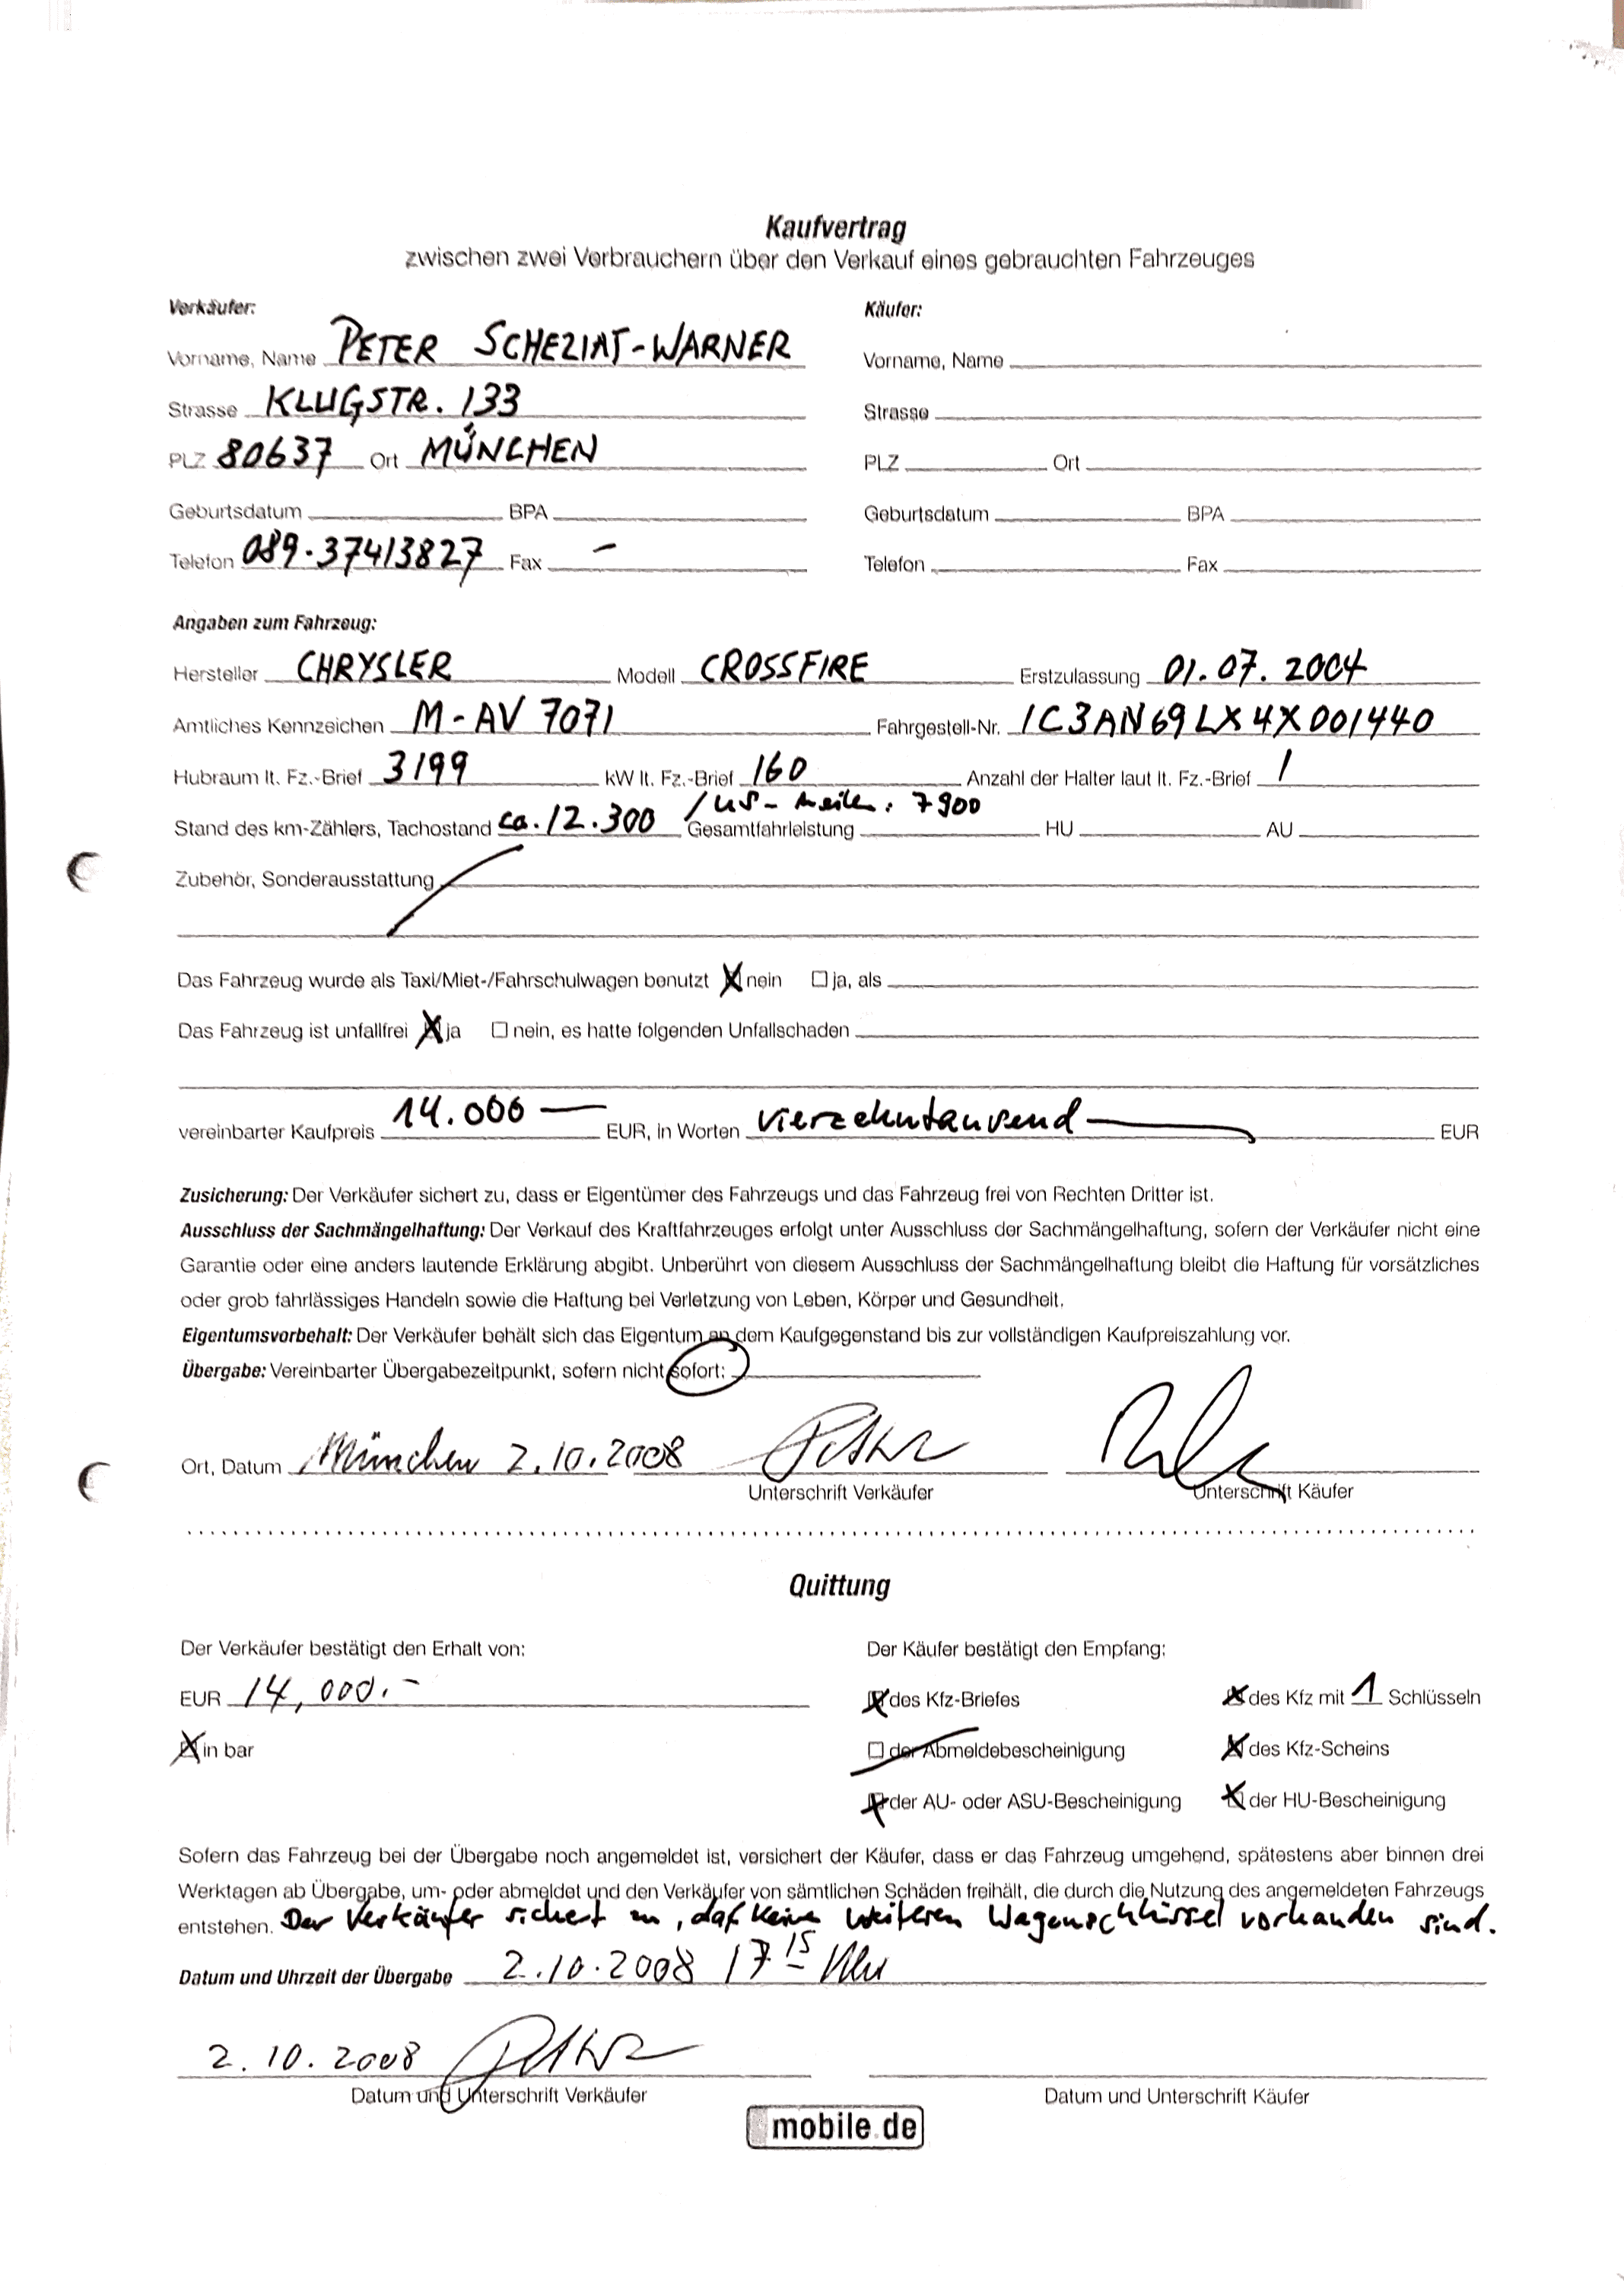 Kaufvertrag
zwischen zwei Verbrauchern über den Verkauf eines gebrauchten Fahrzeuges
Verkäufer:
Vorname, Name PETER SCHEZIAT-WARNER
Strasse KLUGSTR. 133
PLZ 80637 Ort MÜNCHEN
Geburtsdatum BPA
Telefon 089.37413827 Fax –
Käufer:
Vorname, Name
Strasse
PLZ Ort
Geburtsdatum BPA
Telefon Fax
Angaben zum Fahrzeug:
Hersteller CHRYSLER Modell CROSSFIRE Erstzulassung 01.07.2004
Amtliches Kennzeichen M-AV 7071 Fahrgestell-Nr. 1C3AN69LX4X001440
Hubraum lt. Fz.-Brief 3199 kW lt. Fz.-Brief 160 Anzahl der Halter laut lt. Fz.-Brief 1
Stand des km-Zählers, Tachostand ca. 12.300 /US-Meilen: 7900 Gesamtfahrleistung HU AU
Zubehör, Sonderausstattung
Das Fahrzeug wurde als Taxi/Miet-/Fahrschulwagen benutzt X nein ☐ ja, als
Das Fahrzeug ist unfallfrei X ja ☐ nein, es hatte folgenden Unfallschaden
vereinbarter Kaufpreis 14.000 — EUR, in Worten vierzehntausend — EUR
Zusicherung: Der Verkäufer sichert zu, dass er Eigentümer des Fahrzeugs und das Fahrzeug frei von Rechten Dritter ist.
Ausschluss der Sachmängelhaftung: Der Verkauf des Kraftfahrzeuges erfolgt unter Ausschluss der Sachmängelhaftung, sofern der Verkäufer nicht eine
Garantie oder eine anders lautende Erklärung abgibt. Unberührt von diesem Ausschluss der Sachmängelhaftung bleibt die Haftung für vorsätzliches
oder grob fahrlässiges Handeln sowie die Haftung bei Verletzung von Leben, Körper und Gesundheit.
Eigentumsvorbehalt: Der Verkäufer behält sich das Eigentum an dem Kaufgegenstand bis zur vollständigen Kaufpreiszahlung vor.
Übergabe: Vereinbarter Übergabezeitpunkt, sofern nicht sofort:
Ort, Datum München 2.10.2008
Unterschrift Verkäufer Unterschrift Käufer
Quittung
Der Verkäufer bestätigt den Erhalt von:
EUR 14,000.-
X in bar
Der Käufer bestätigt den Empfang:
X des Kfz-Briefes X des Kfz mit 1 Schlüsseln
☐ der Abmeldebescheinigung X des Kfz-Scheins
X der AU- oder ASU-Bescheinigung X der HU-Bescheinigung
Sofern das Fahrzeug bei der Übergabe noch angemeldet ist, versichert der Käufer, dass er das Fahrzeug umgehend, spätestens aber binnen drei
Werktagen ab Übergabe, um- oder abmeldet und den Verkäufer von sämtlichen Schäden freihält, die durch die Nutzung des angemeldeten Fahrzeugs
entstehen. Der Verkäufer sichert zu, daß keine weiteren Wagenschlüssel vorhanden sind.
Datum und Uhrzeit der Übergabe 2.10.2008 17 15 Uhr
2.10.2008
Datum und Unterschrift Verkäufer Datum und Unterschrift Käufer
mobile.de